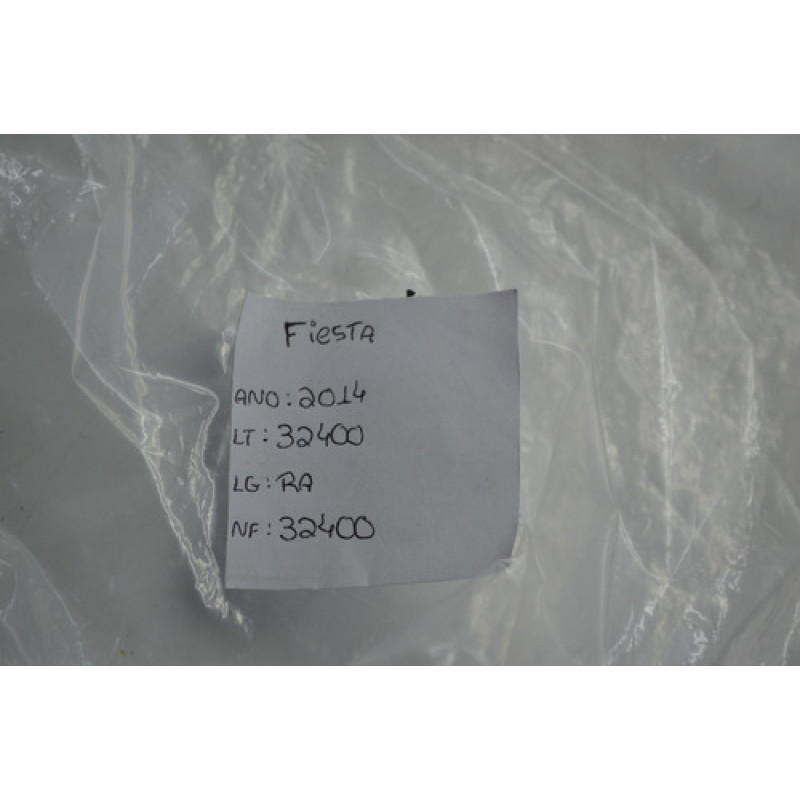 FiesTA
ANO: 2014
LT: 32400
LG: RA
NF: 32400